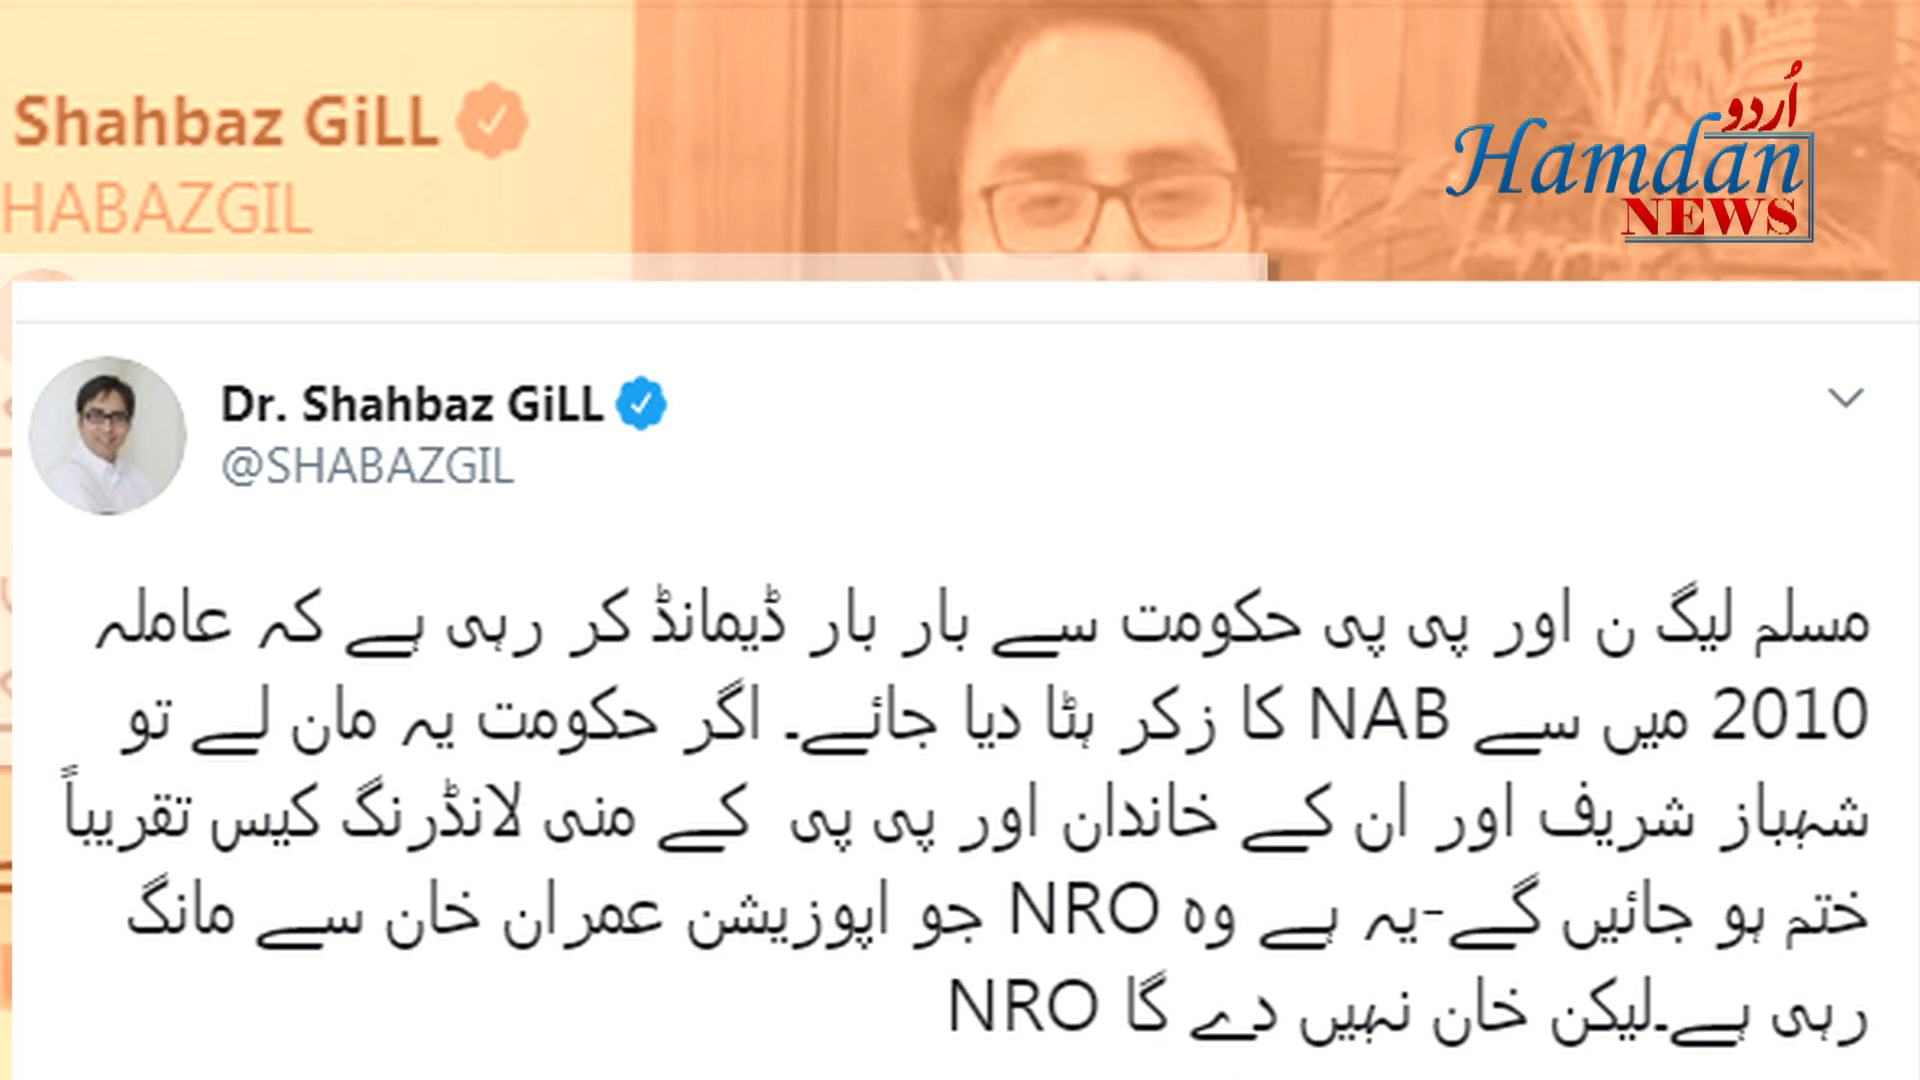 Shahbaz GiLL
HABAZGIL
اُردو
Hamdan
NEWS
Dr. Shahbaz GiLL
@SHABAZGIL
مسلم لیگ ن اور پی پی حکومت سے بار بار ڈیمانڈ کر رہی ہے کہ عاملہ
2010 میں سے NAB کا زکر ہٹا دیا جائے۔ اگر حکومت یہ مان لے تو
شہباز شریف اور ان کے خاندان اور پی پی کے منی لانڈرنگ کیس تقریباً
ختم ہو جائیں گے-یہ ہے وہ NRO جو اپوزیشن عمران خان سے مانگ
رہی ہے۔لیکن خان نہیں دے گا NRO